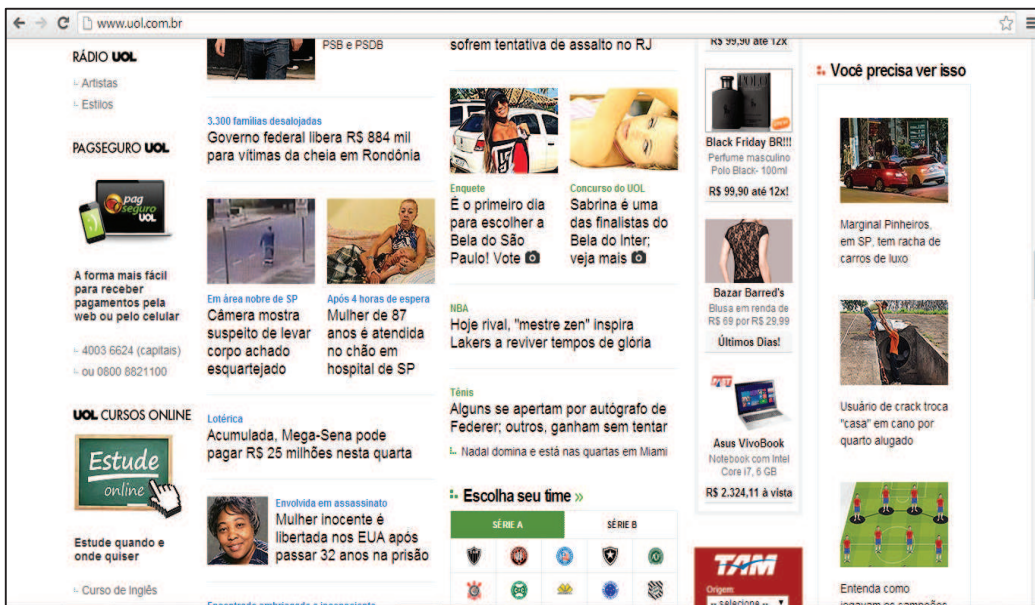 www.uol.com.br
RÁDIO UOL
Artistas
Estilos
PAGSEGURO UOL
pag
seguro
UOL
A forma mais fácil
para receber
pagamentos pela
web ou pelo celular
4003 6624 (capitais)
ou 0800 8821100
UOL CURSOS ONLINE
Estude
online
Estude quando e
onde quiser
Curso de Inglês
PSB e PSDB
3.300 famílias desalojadas
Governo federal libera R$ 884 mil
para vítimas da cheia em Rondônia
Em área nobre de SP
Câmera mostra
suspeito de levar
corpo achado
esquartejado
Após 4 horas de espera
Mulher de 87
anos é atendida
no chão em
hospital de SP
Lotérica
Acumulada, Mega-Sena pode
pagar R$ 25 milhões nesta quarta
Envolvida em assassinato
Mulher inocente é
libertada nos EUA após
passar 32 anos na prisão
Encontrado embriagado e inconsciente
sofrem tentativa de assalto no RJ
Enquete
É o primeiro dia
para escolher a
Bela do São
Paulo! Vote
Concurso do UOL
Sabrina é uma
das finalistas do
Bela do Inter;
veja mais
NBA
Hoje rival, "mestre zen" inspira
Lakers a reviver tempos de glória
Tênis
Alguns se apertam por autógrafo de
Federer; outros, ganham sem tentar
Nadal domina e está nas quartas em Miami
Escolha seu time »
SÉRIE A
SÉRIE B
R$ 99,90 até 12x
POLO
Black Friday BR!!!
Perfume masculino
Polo Black- 100ml
R$ 99,90 até 12x!
Bazar Barred's
Blusa em renda de
R$ 69 por R$ 29,99
Últimos Dias!
Asus VivoBook
Notebook com Intel
Core i7, 6 GB
R$ 2.324,11 à vista
TAM
Origem:
-- selecione --
Você precisa ver isso
Marginal Pinheiros,
em SP, tem racha de
carros de luxo
Usuário de crack troca
"casa" em cano por
quarto alugado
Entenda como
jogavam os campeões